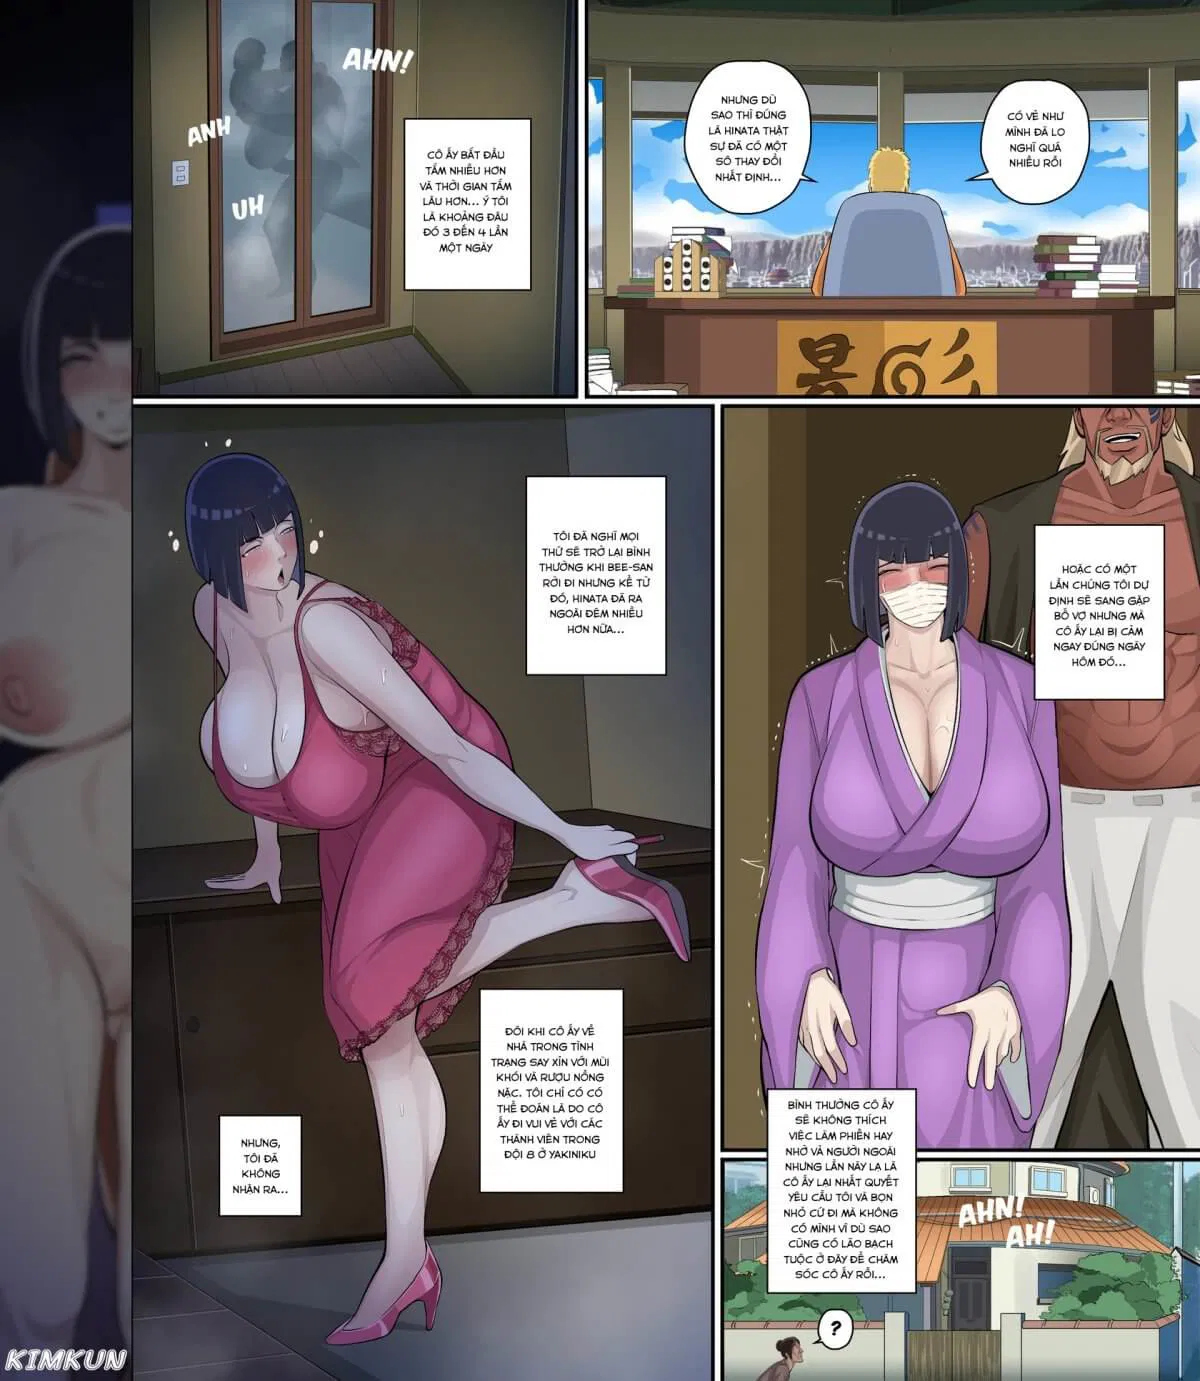 AHN!
ANH
UH
CÔ ẤY BẮT ĐẦU
TẮM NHIỀU HƠN
VÀ THỜI GIAN TẮM
LÂU HƠN... Ý TÔI
LÀ KHOẢNG ĐÂU
ĐÓ 3 ĐẾN 4 LẦN
MỘT NGÀY
CÓ VẺ NHƯ
MÌNH ĐÃ LO
NGHĨ QUÁ
NHIỀU RỒI
NHƯNG DÙ
SAO THÌ ĐÚNG
LÀ HINATA THẬT
SỰ ĐÃ CÓ MỘT
SỐ THAY ĐỔI
NHẤT ĐỊNH...
影 影
TÔI ĐÃ NGHĨ MỌI
THỨ SẼ TRỞ LẠI BÌNH
THƯỜNG KHI BEE-SAN
RỜI ĐI NHƯNG KỂ TỪ
ĐÓ, HINATA ĐÃ RA
NGOÀI ĐÊM NHIỀU
HƠN NỮA...
ĐÔI KHI CÔ ẤY VỀ
NHÀ TRONG TÌNH
TRẠNG SAY XỈN VỚI MÙI
KHÓI VÀ RƯỢU NỒNG
NẶC. TÔI CHỈ CÓ CÓ
THỂ ĐOÁN LÀ DO CÔ
ẤY ĐI VUI VẺ VỚI CÁC
THÀNH VIÊN TRONG
ĐỘI 8 Ở YAKINIKU
NHƯNG,
TÔI ĐÃ
KHÔNG
NHẬN RA...
HOẶC CÓ MỘT
LẦN CHÚNG TÔI DỰ
ĐỊNH SẼ SANG GẶP
BỐ VỢ NHƯNG MÀ
CÔ ẤY LẠI BỊ CẢM
NGAY ĐÚNG NGÀY
HÔM ĐÓ...
BÌNH THƯỜNG CÔ ẤY
SẼ KHÔNG THÍCH
VIỆC LÀM PHIỀN HAY
NHỜ VẢ NGƯỜI NGOÀI
NHƯNG LẦN NÀY LẠ LÀ
CÔ ẤY LẠI NHẤT QUYẾT
YÊU CẦU TÔI VÀ BỌN
NHỎ CỨ ĐI MÀ KHÔNG
CÓ MÌNH VÌ DÙ SAO
CŨNG CÓ LÃO BẠCH
TUỘC Ở ĐÂY ĐỂ CHĂM
SÓC CÔ ẤY RỒI...
AHN!
AH!
?
KIMKUN